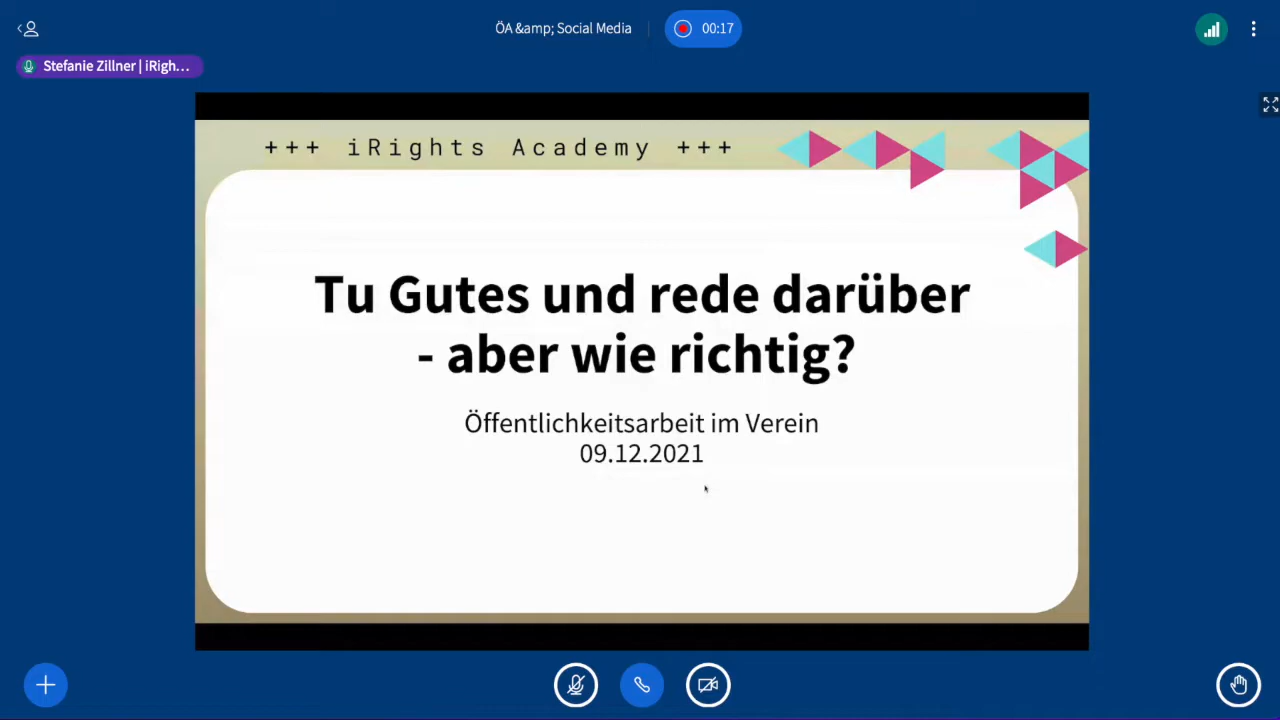 ÖA &amp; Social Media
00:17
Stefanie Zillner | iRigh...
+++ iRights Academy +++
Tu Gutes und rede darüber
- aber wie richtig?
Öffentlichkeitsarbeit im Verein
09.12.2021